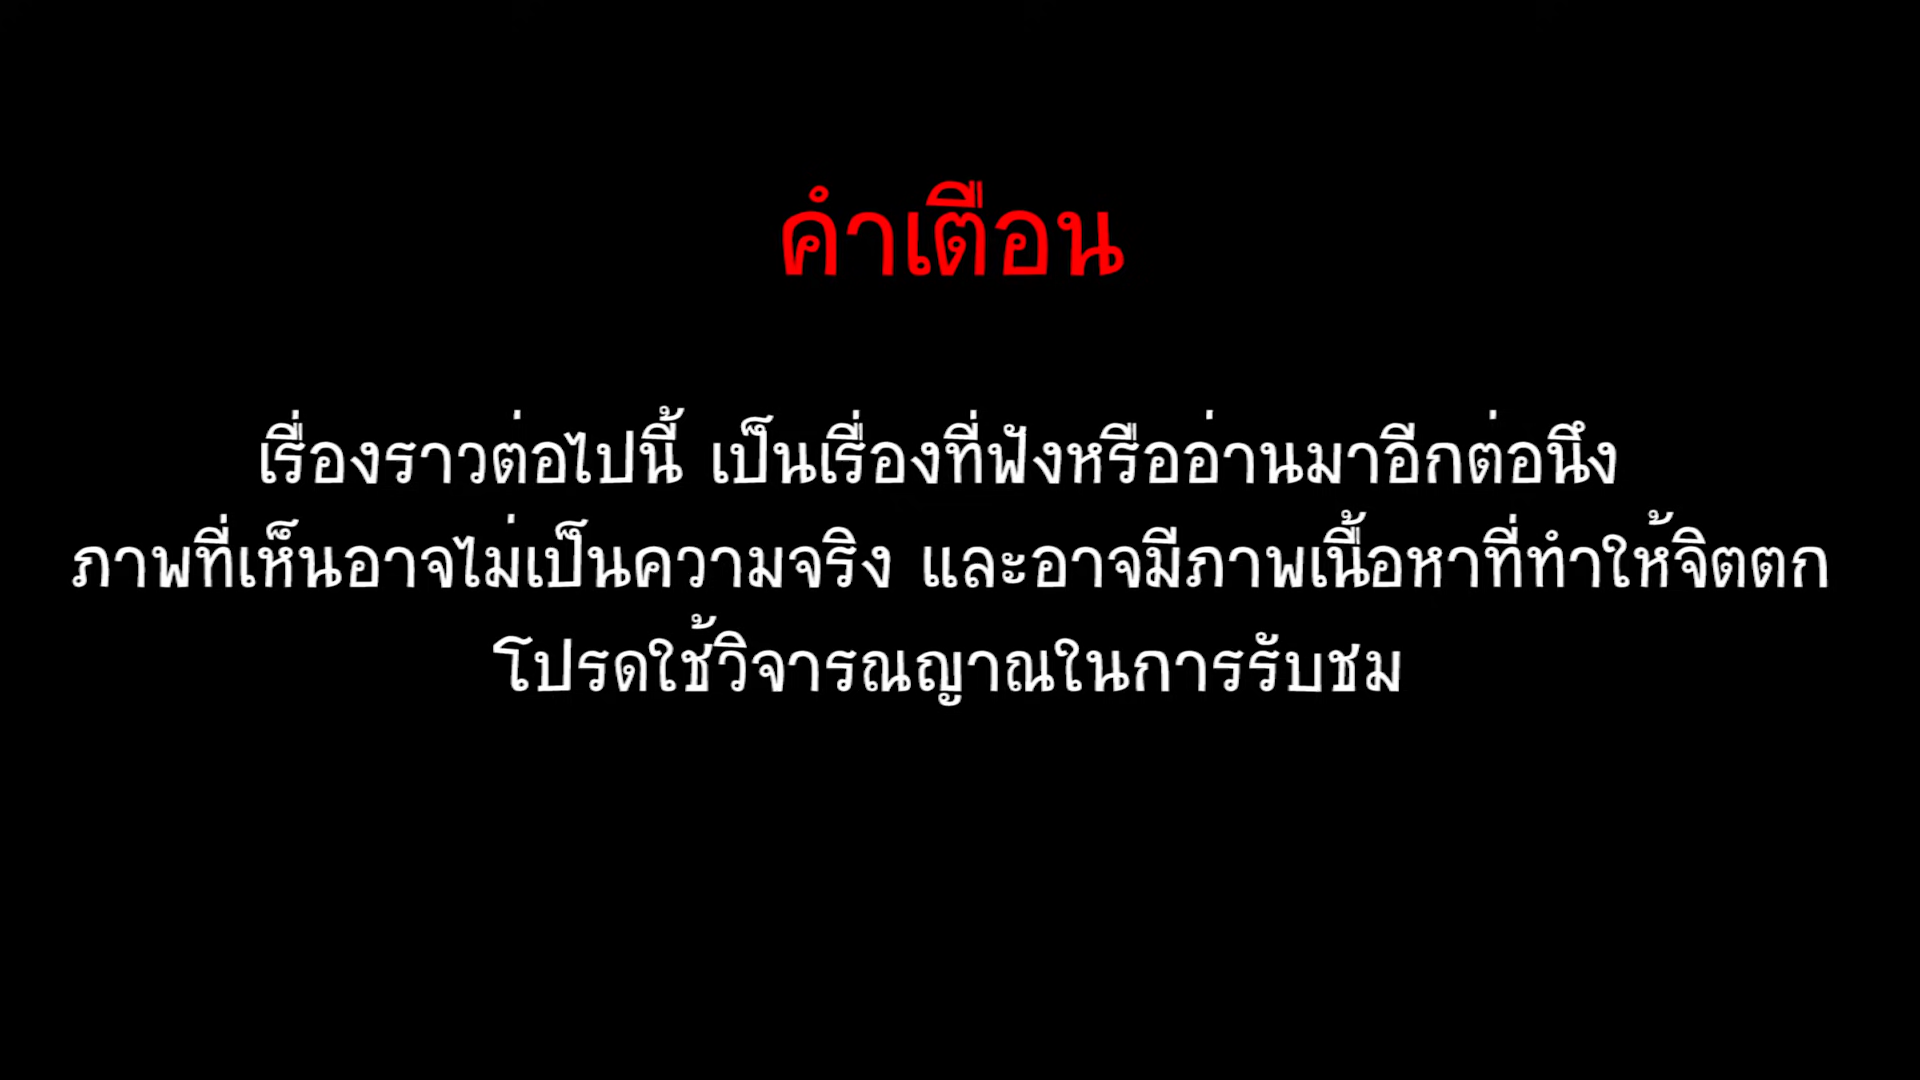 คำเตือน
เรื่องราวต่อไปนี้ เป็นเรื่องที่ฟังหรืออ่านมาอีกต่อนึง
ภาพที่เห็นอาจไม่เป็นความจริง และอาจมีภาพเนื้อหาที่ทำให้จิตตก
โปรดใช้วิจารณญาณในการรับชม